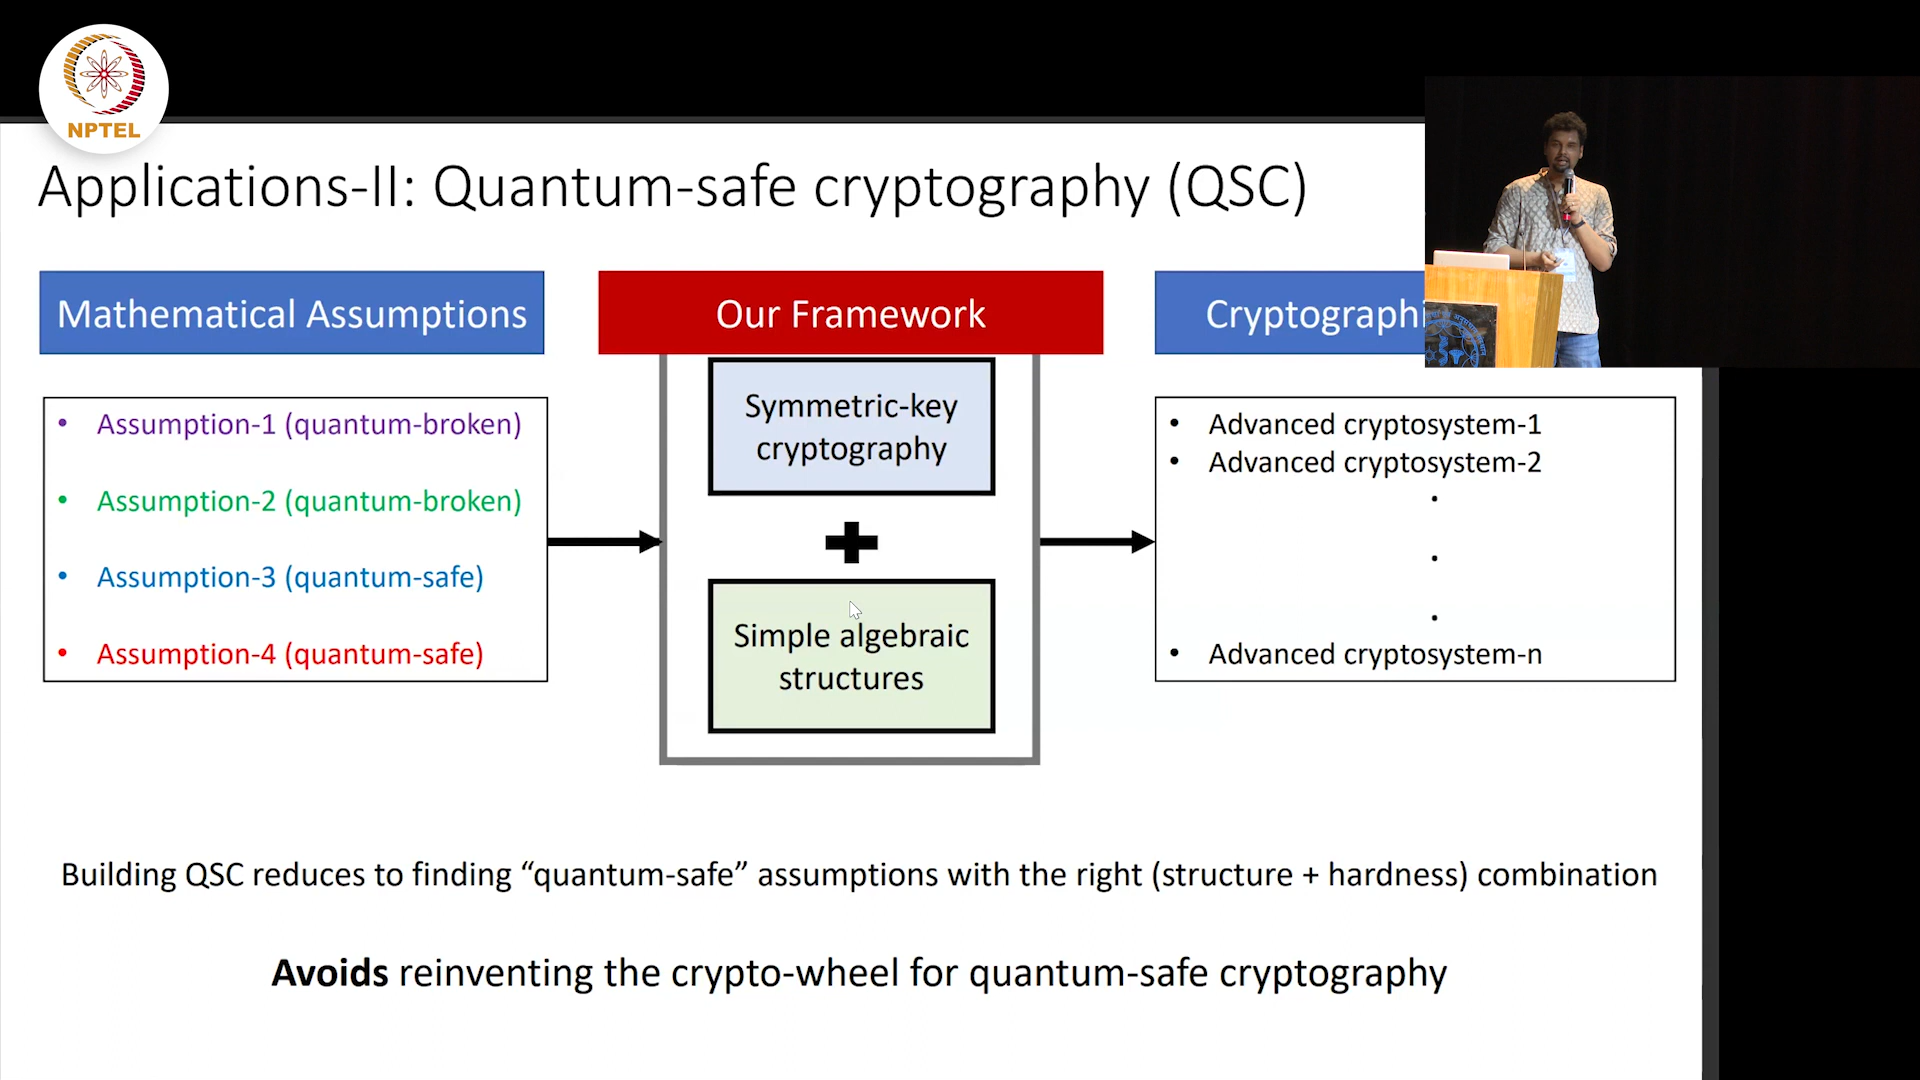 NPTEL
Applications-II: Quantum-safe cryptography (QSC)
Mathematical Assumptions
• Assumption-1 (quantum-broken)
• Assumption-2 (quantum-broken)
• Assumption-3 (quantum-safe)
• Assumption-4 (quantum-safe)
Our Framework
Symmetric-key
cryptography
Simple algebraic
structures
• Advanced cryptosystem-1
• Advanced cryptosystem-2
.
.
.
• Advanced cryptosystem-n
Building QSC reduces to finding “quantum-safe” assumptions with the right (structure + hardness) combination
Avoids reinventing the crypto-wheel for quantum-safe cryptography